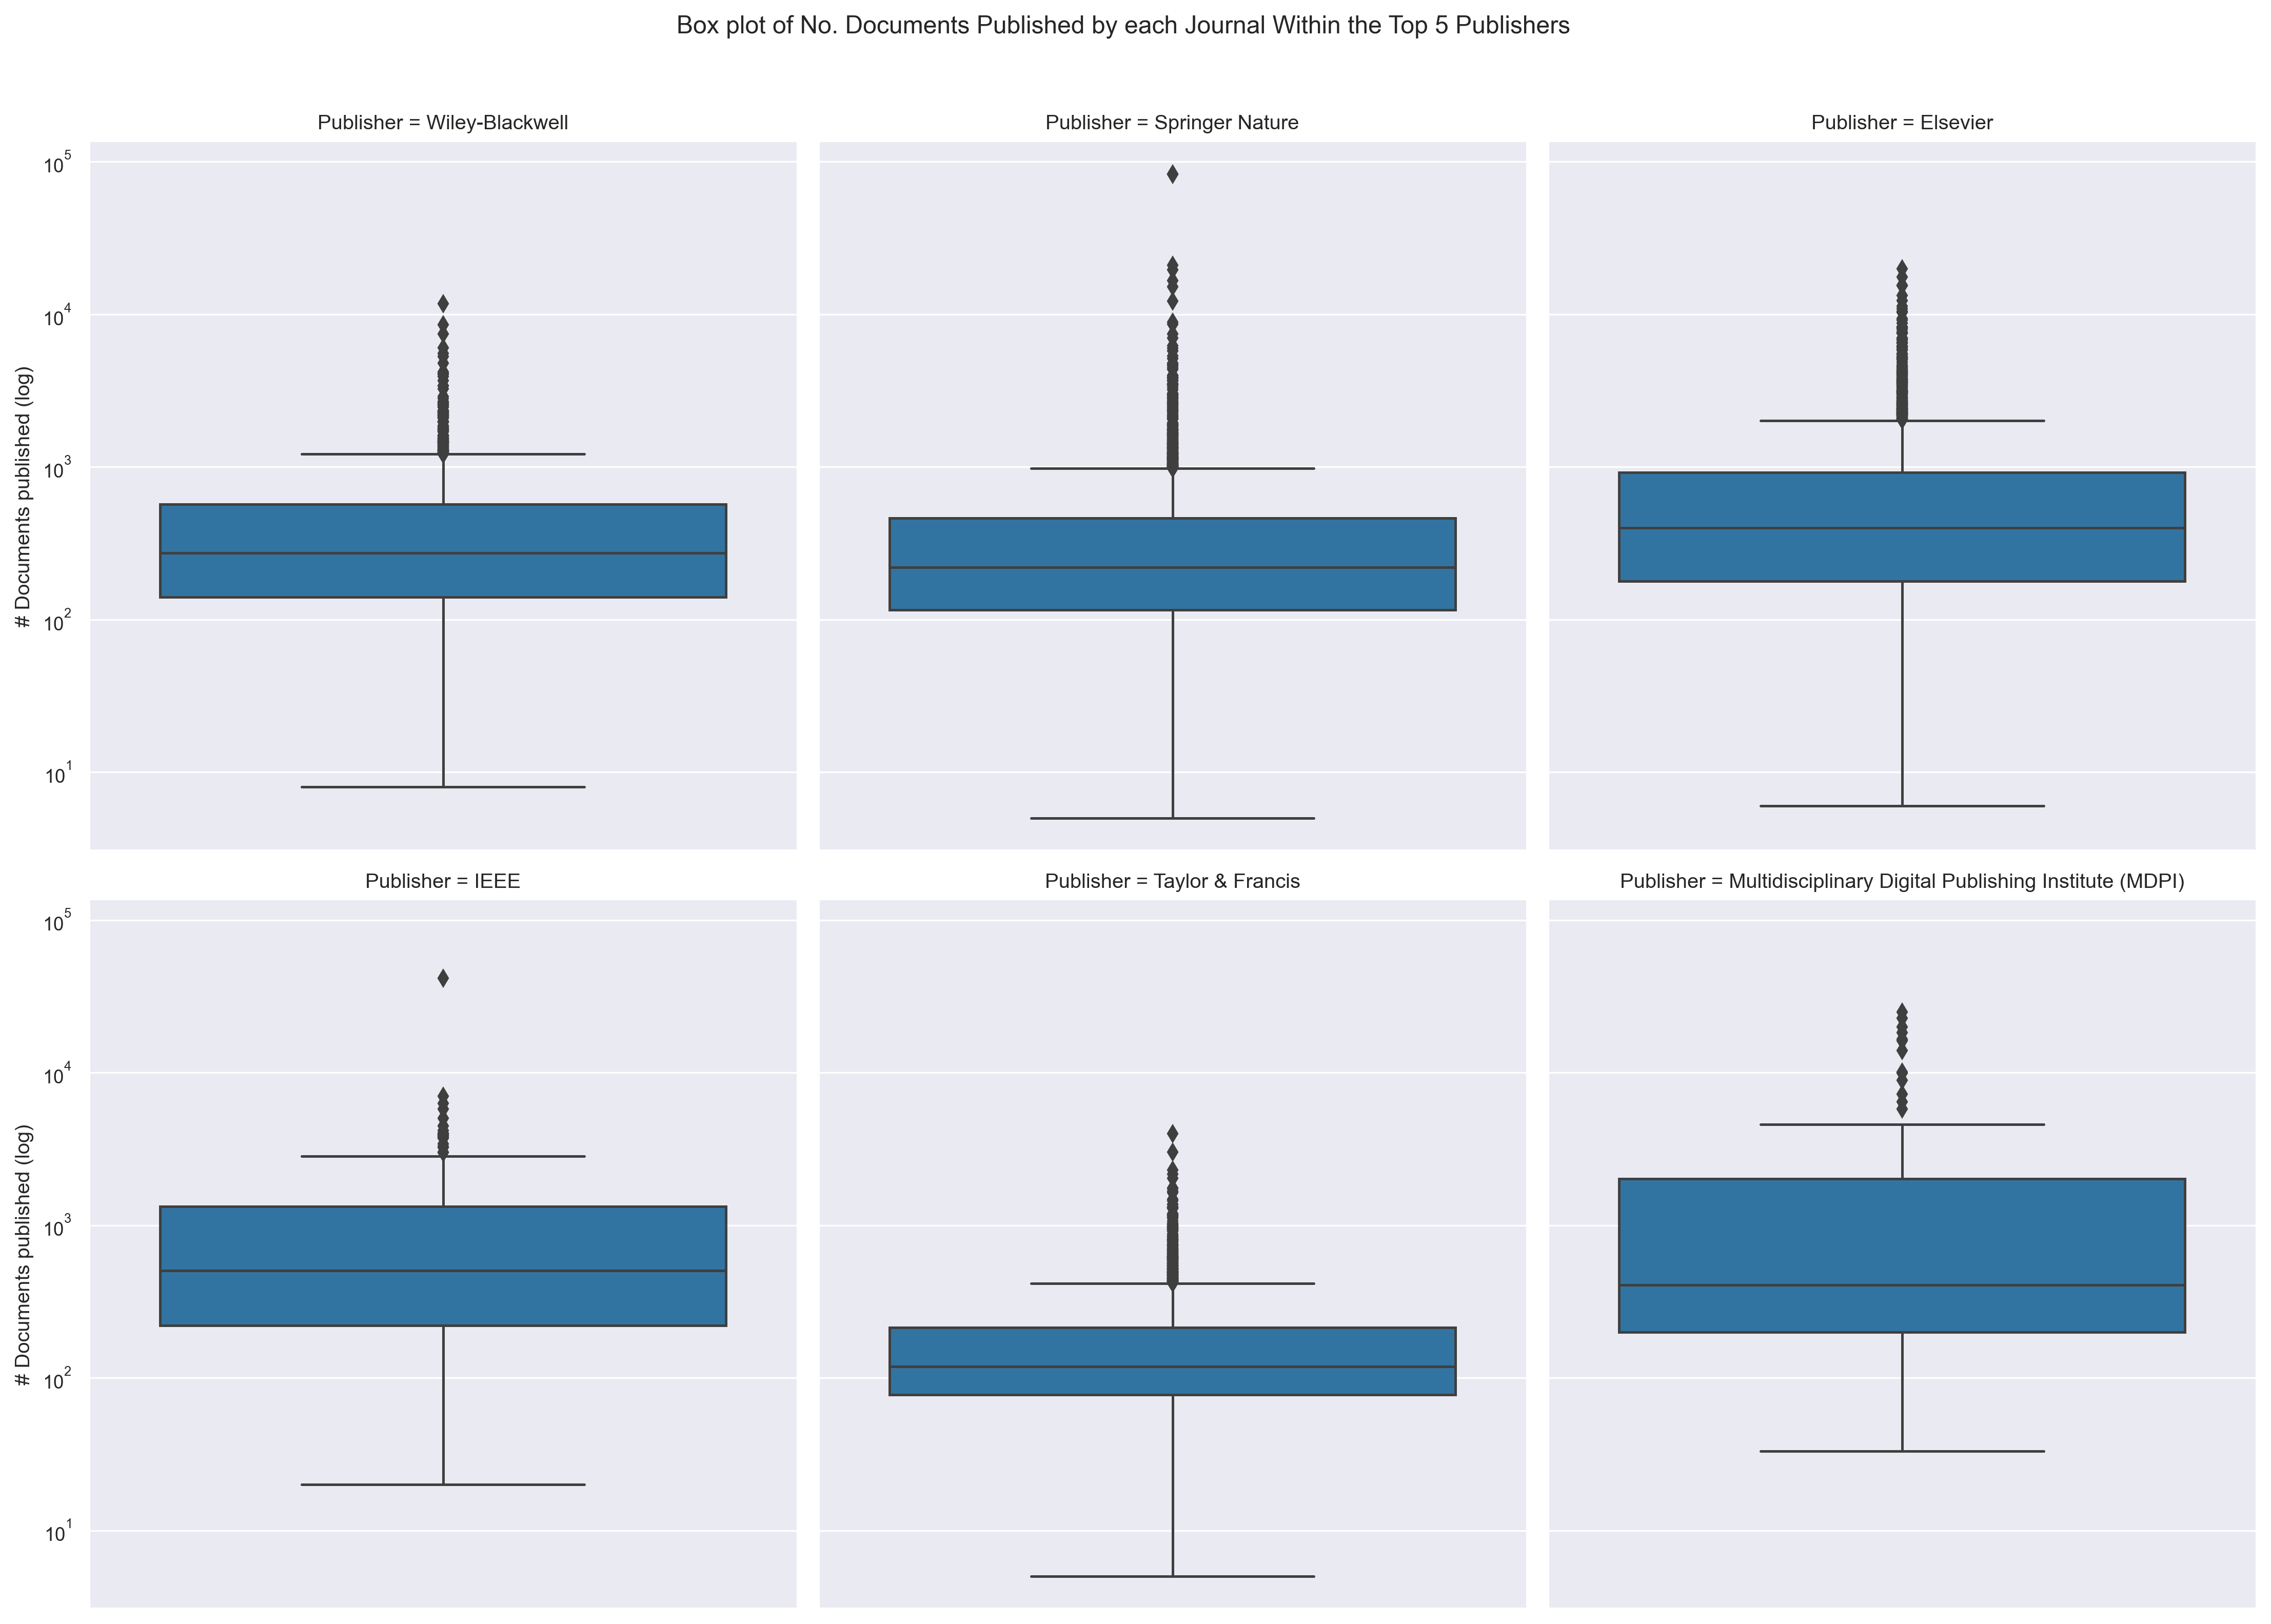 Box plot of No. Documents Published by each Journal Within the Top 5 Publishers
Publisher = Wiley-Blackwell
Publisher = Springer Nature
Publisher = Elsevier
# Documents published (log)
10^5
10^4
10^3
10^2
10^1
Publisher = IEEE
Publisher = Taylor & Francis
Publisher = Multidisciplinary Digital Publishing Institute (MDPI)
# Documents published (log)
10^5
10^4
10^3
10^2
10^1